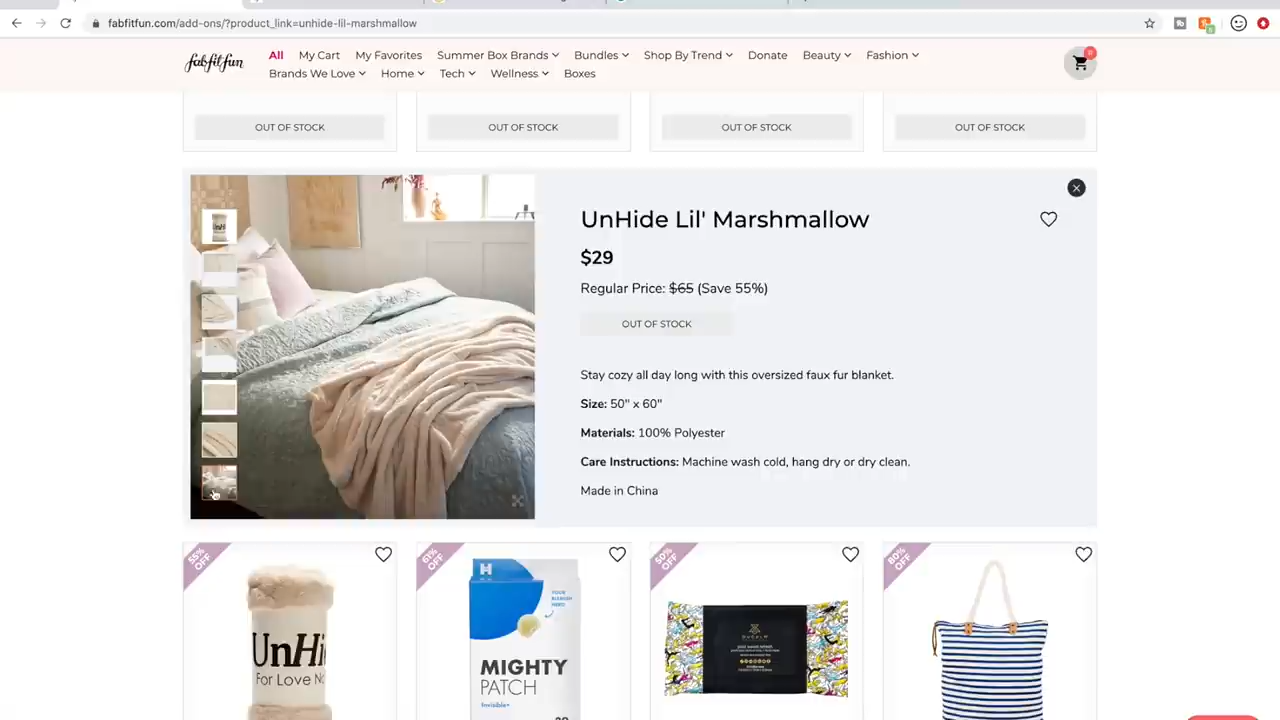 fabfitfun.com/add-ons/?product_link=unhide-lil-marshmallow
fabfitfun
All My Cart My Favorites Summer Box Brands Bundles Shop By Trend Donate Beauty Fashion
Brands We Love Home Tech Wellness Boxes
OUT OF STOCK OUT OF STOCK OUT OF STOCK OUT OF STOCK
UnHide Lil' Marshmallow
$29
Regular Price: $65 (Save 55%)
OUT OF STOCK
Stay cozy all day long with this oversized faux fur blanket.
Size: 50" x 60"
Materials: 100% Polyester
Care Instructions: Machine wash cold, hang dry or dry clean.
Made in China
55% OFF
61% OFF
50% OFF
80% OFF
UnHi
For Love No
H
YOUR
BLEMISH
HERO
MIGHTY
PATCH
Invisible+